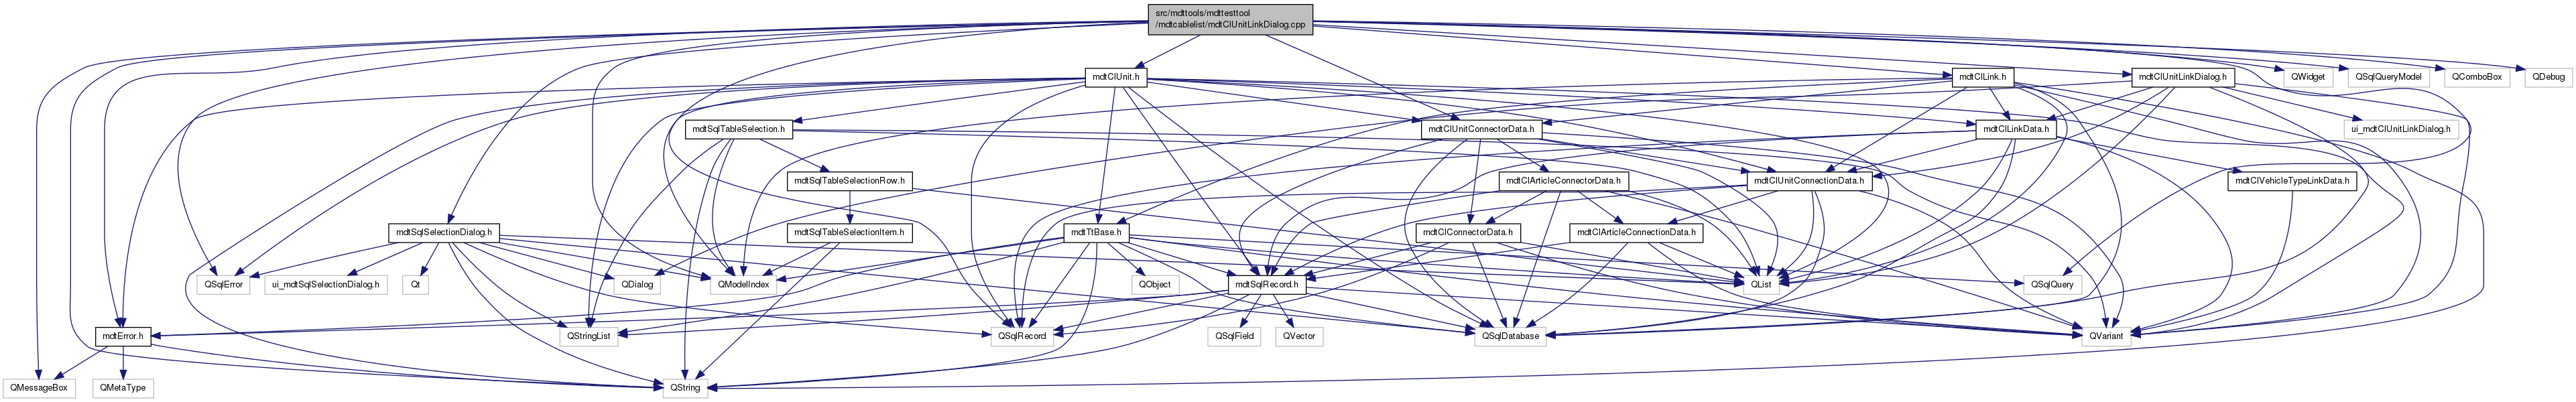 src/mdttools/mdttesttool
/mdtcablelist/mdtClUnitLinkDialog.cpp
mdtClUnit.h
mdtClLink.h
mdtClUnitLinkDialog.h
QWidget
QSqlQueryModel
QComboBox
QDebug
mdtSqlTableSelection.h
mdtClUnitConnectorData.h
mdtClLinkData.h
ui_mdtClUnitLinkDialog.h
mdtSqlTableSelectionRow.h
mdtClArticleConnectorData.h
mdtClUnitConnectionData.h
mdtClVehicleTypeLinkData.h
mdtSqlSelectionDialog.h
mdtSqlTableSelectionItem.h
mdtTtBase.h
mdtClConnectorData.h
mdtClArticleConnectionData.h
QSqlError
ui_mdtSqlSelectionDialog.h
Qt
QDialog
QModelIndex
QObject
mdtSqlRecord.h
QList
QSqlQuery
mdtError.h
QStringList
QSqlRecord
QSqlField
QVector
QSqlDatabase
QVariant
QMessageBox
QMetaType
QString